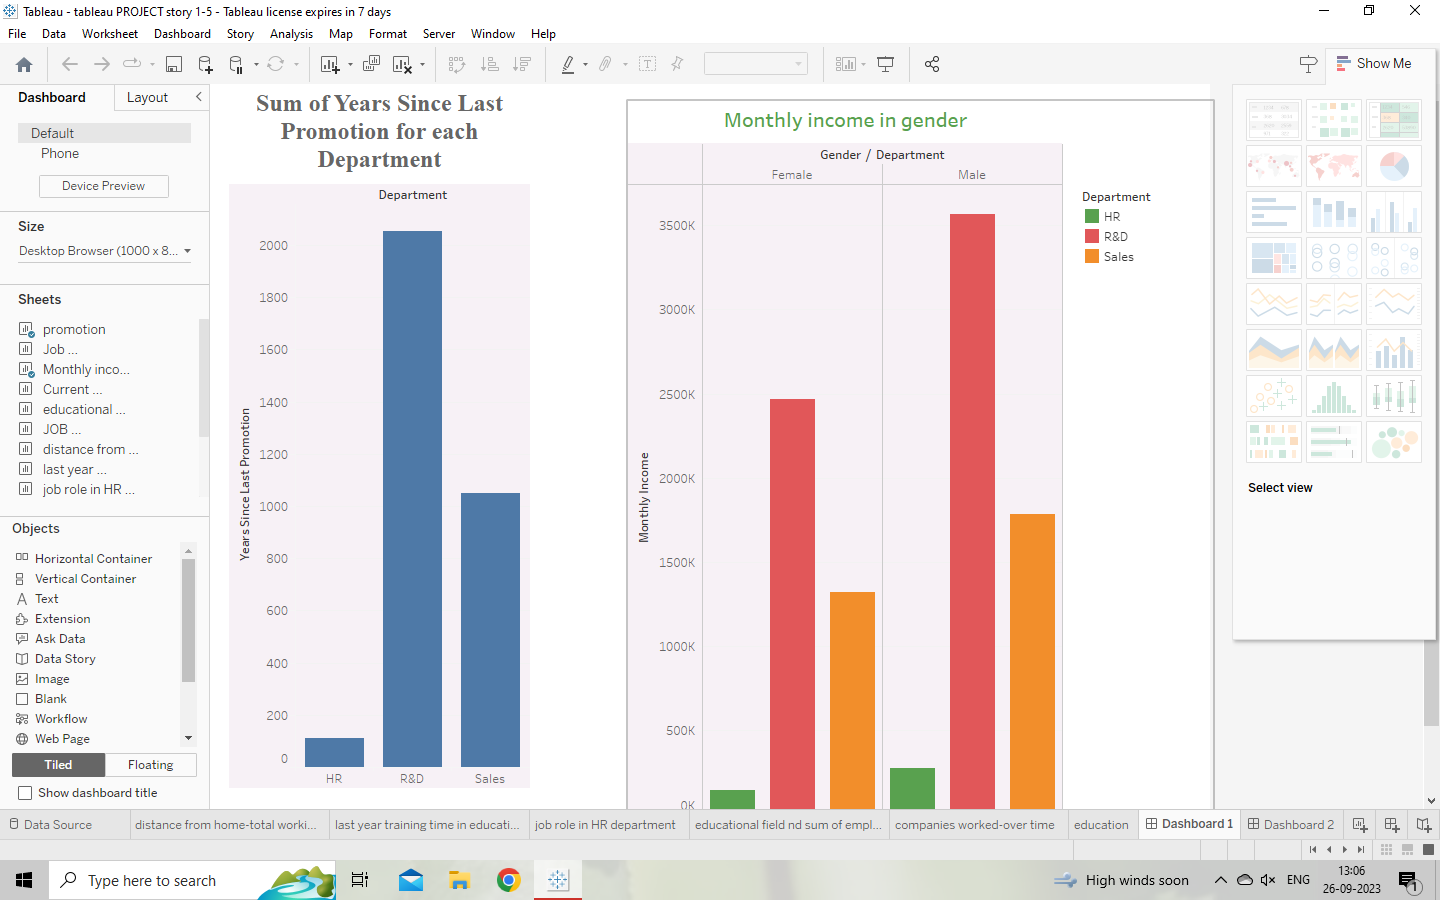 Tableau - tableau PROJECT story 1-5 - Tableau license expires in 7 days
File Data Worksheet Dashboard Story Analysis Map Format Server Window Help
Show Me
Dashboard Layout
Default
Phone
Device Preview
Size
Desktop Browser (1000 x 8...
Sheets
promotion
Job ...
Monthly inco...
Current ...
educational ...
JOB ...
distance from ...
last year ...
job role in HR ...
Objects
Horizontal Container
Vertical Container
Text
Extension
Ask Data
Data Story
Image
Blank
Workflow
Web Page
Tiled Floating
Show dashboard title
Sum of Years Since Last
Promotion for each
Department
Department
Years Since Last Promotion
2000
1800
1600
1400
1200
1000
800
600
400
200
0
HR R&D Sales
Monthly income in gender
Gender / Department
Female Male
Monthly Income
3500K
3000K
2500K
2000K
1500K
1000K
500K
0K
Department
HR
R&D
Sales
Select view
Data Source distance from home-total worki... last year training time in educati... job role in HR department educational field nd sum of empl... companies worked-over time education Dashboard 1 Dashboard 2
Type here to search
High winds soon
ENG
13:06
26-09-2023
1